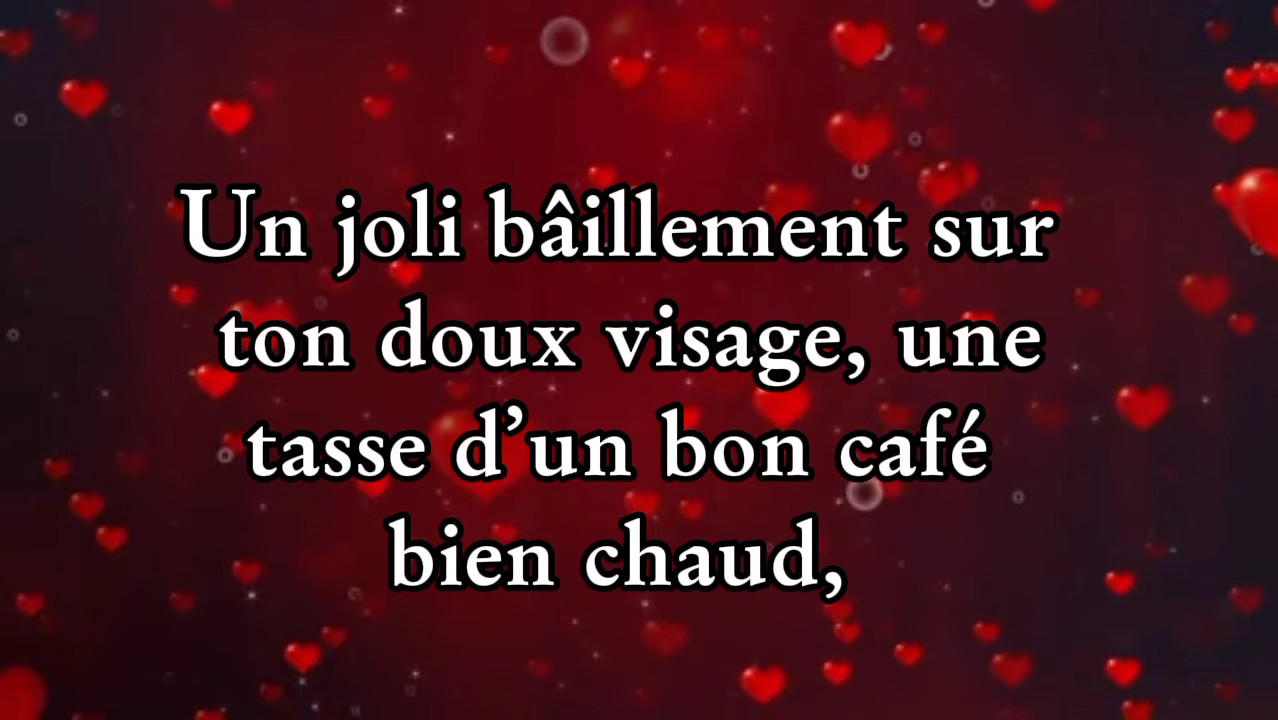 Un joli bâillement sur
ton doux visage, une
tasse d’un bon café
bien chaud,